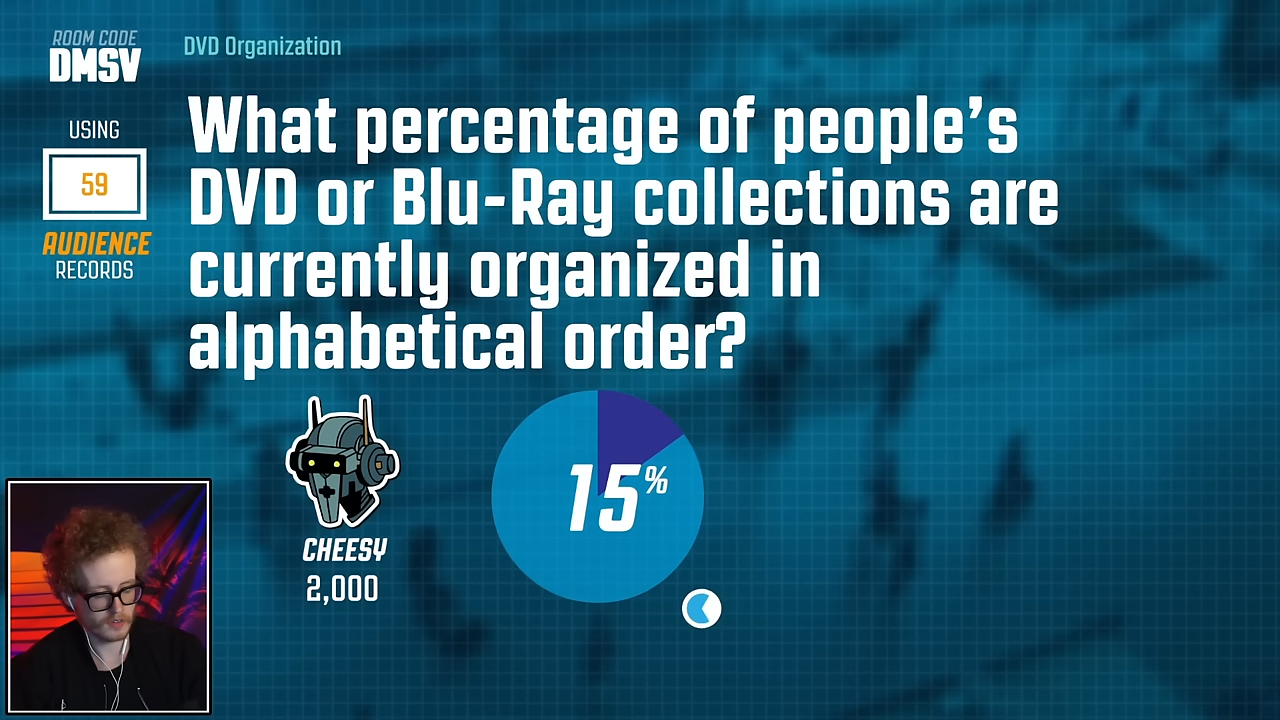 ROOM CODE
DMSV
DVD Organization
USING
59
AUDIENCE
RECORDS
What percentage of people’s
DVD or Blu-Ray collections are
currently organized in
alphabetical order?
15%
CHEESY
2,000